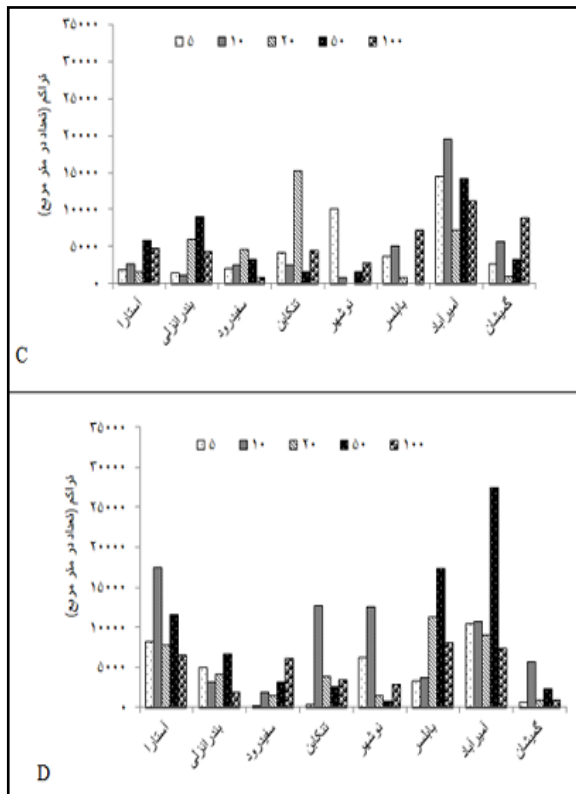 ۳۵۰۰۰
۳۰۰۰۰
۲۵۰۰۰
۲۰۰۰۰
۱۵۰۰۰
۱۰۰۰۰
۵۰۰۰
۰
تراکم (تعداد در متر مربع)
۵ ۱۰ ۲۰ ۵۰ ۱۰۰
آستارا بندرانزلی سفیدرود تنکابن نوشهر بابلسر امیرآباد گمیشان
C
۳۵۰۰۰
۳۰۰۰۰
۲۵۰۰۰
۲۰۰۰۰
۱۵۰۰۰
۱۰۰۰۰
۵۰۰۰
۰
تراکم (تعداد در متر مربع)
۵ ۱۰ ۲۰ ۵۰ ۱۰۰
آستارا بندرانزلی سفیدرود تنکابن نوشهر بابلسر امیرآباد گمیشان
D